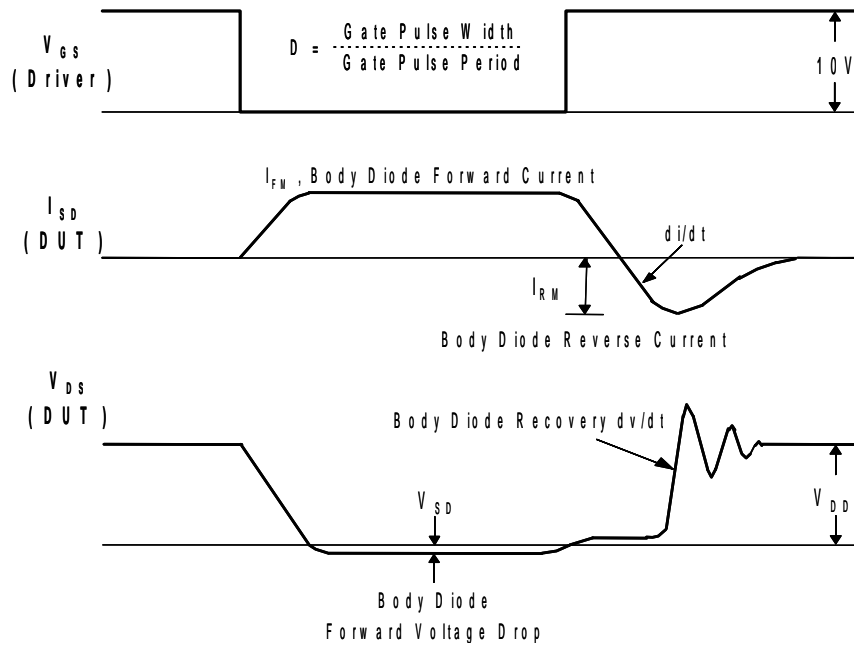 V_GS
(Driver)
D = Gate Pulse Width
Gate Pulse Period
10V
I_FM , Body Diode Forward Current
I_SD
(DUT)
di/dt
I_RM
Body Diode Reverse Current
V_DS
(DUT)
Body Diode Recovery dv/dt
V_SD
V_DD
Body Diode
Forward Voltage Drop